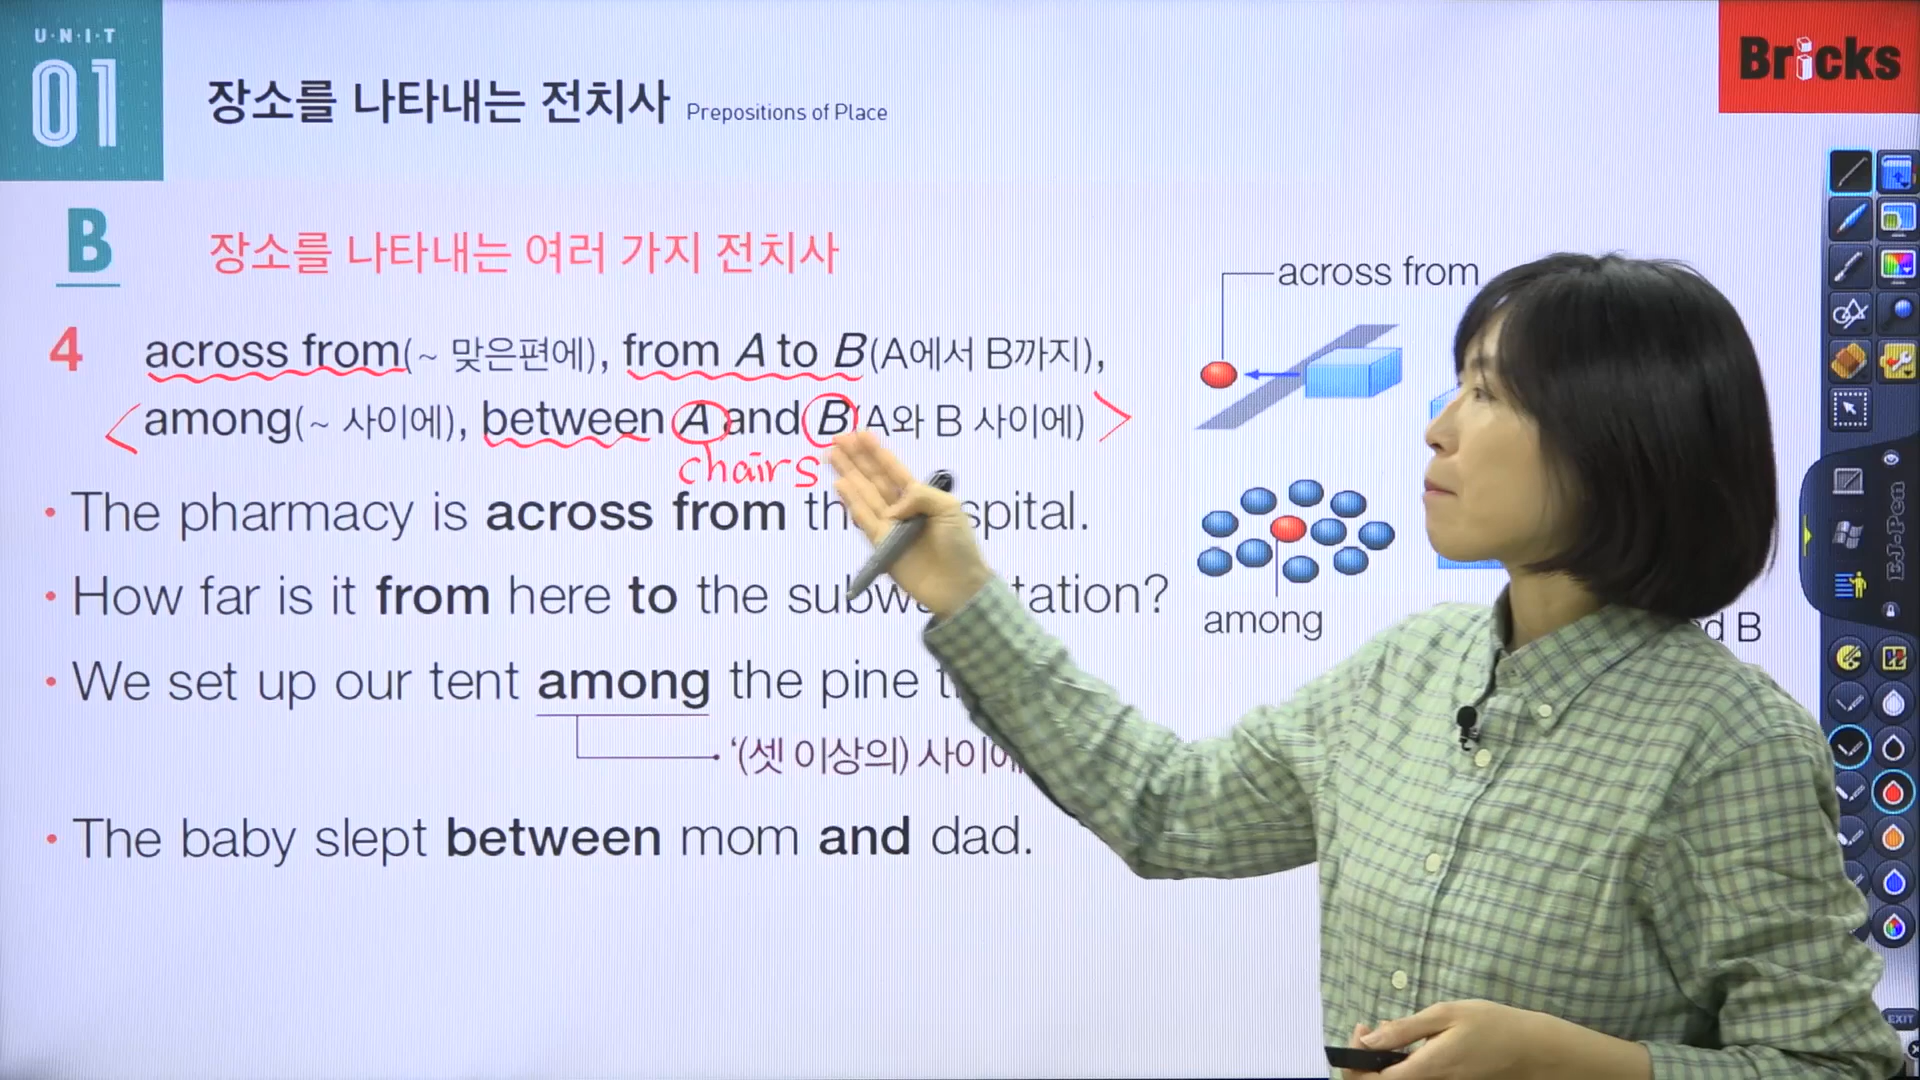 U·N·I·T
01
장소를 나타내는 전치사 Prepositions of Place
Bricks
B
장소를 나타내는 여러 가지 전치사
4 across from(~ 맞은편에), from A to B(A에서 B까지),
among(~ 사이에), between A and B(A와 B 사이에)
chairs
• The pharmacy is across from spital.
• How far is it from here to the tation?
• We set up our tent among the pine
‘(셋 이상의) 사이에
• The baby slept between mom and dad.
across from
among
B
EJ-Pen
EXIT